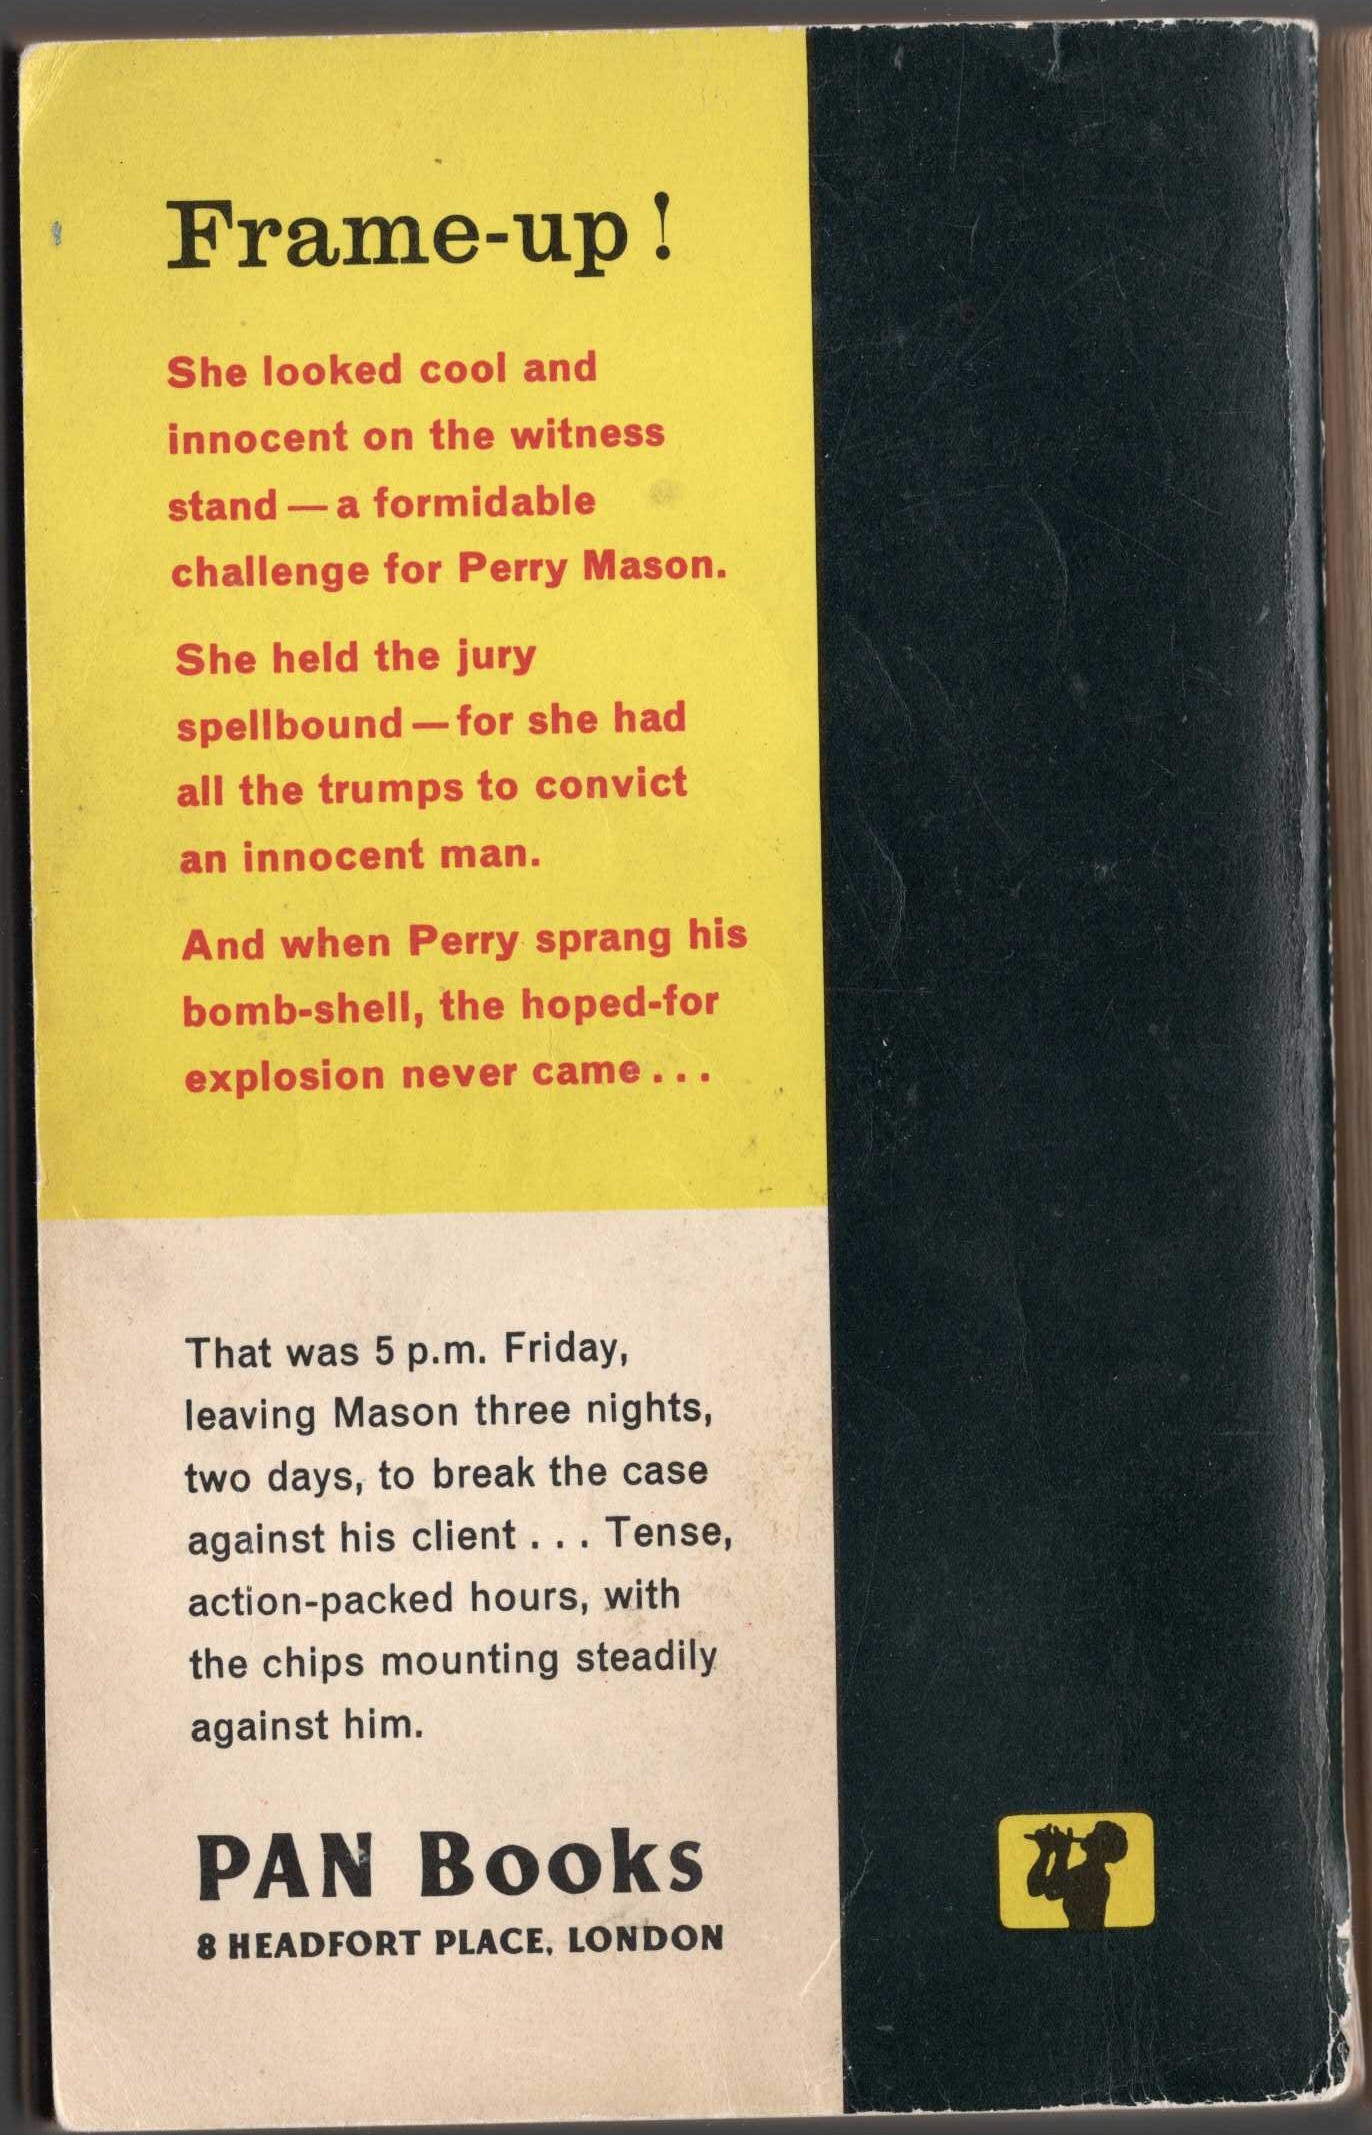 Frame-up!
She looked cool and
innocent on the witness
stand — a formidable
challenge for Perry Mason.
She held the jury
spellbound — for she had
all the trumps to convict
an innocent man.
And when Perry sprang his
bomb-shell, the hoped-for
explosion never came . . .
That was 5 p.m. Friday,
leaving Mason three nights,
two days, to break the case
against his client . . . Tense,
action-packed hours, with
the chips mounting steadily
against him.
PAN Books
8 HEADFORT PLACE, LONDON